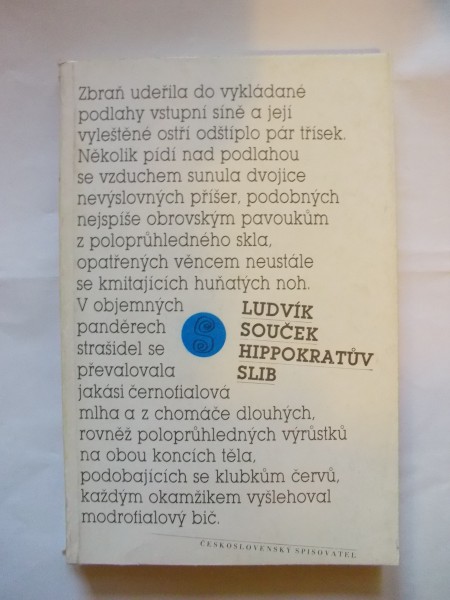 Zbraň udeřila do vykládané
podlahy vstupní síně a její
vyleštěné ostří odštíplo pár třísek.
Několik pídí nad podlahou
se vzduchem sunula dvojice
nevýslovných příšer, podobných
nejspíše obrovským pavoukům
z poloprůhledného skla,
opatřených věncem neustále
se kmitajících huňatých noh.
V objemných
panděrech
strašidel se
převalovala
jakási černofialová
mlha a z chomáče dlouhých,
rovněž poloprůhledných výrůstků
na obou koncích těla,
podobajících se klubkům červů,
každým okamžikem vyšlehoval
modrofialový bič.
S
LUDVÍK
SOUČEK
HIPPOKRATŮV
SLIB
ČESKOSLOVENSKÝ SPISOVATEL